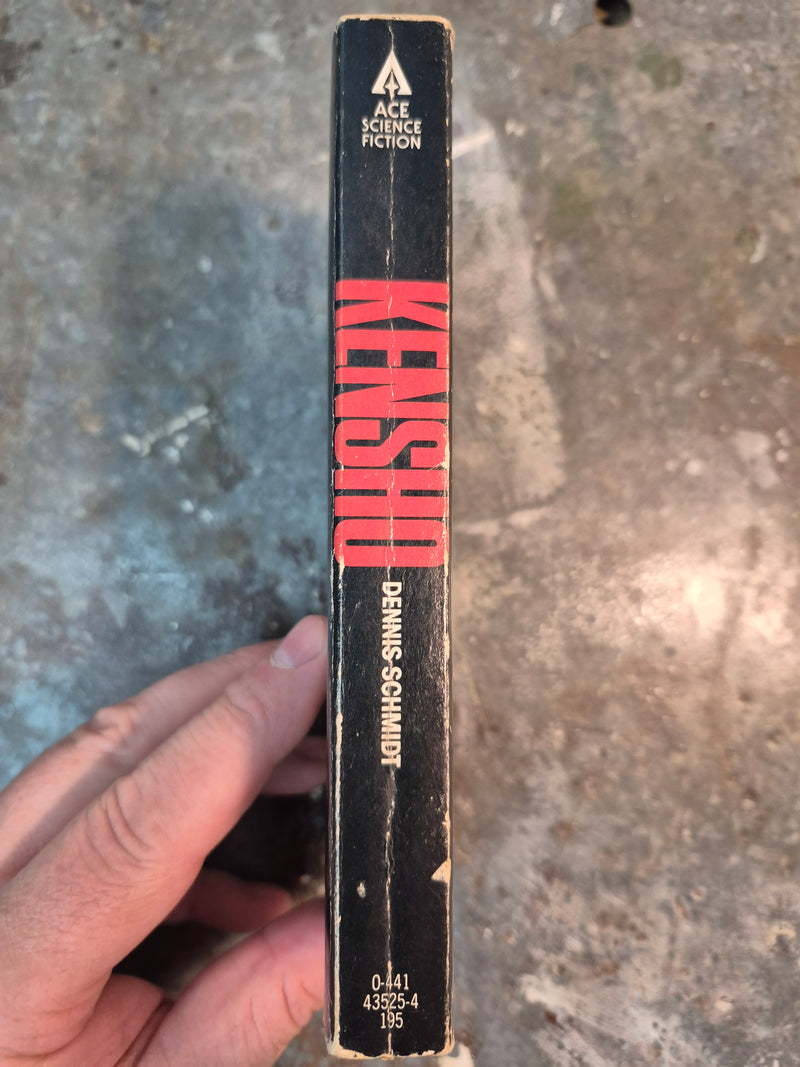 ACE
SCIENCE
FICTION
KENSHO
DENNIS SCHMIDT
0-441
43525-4
195